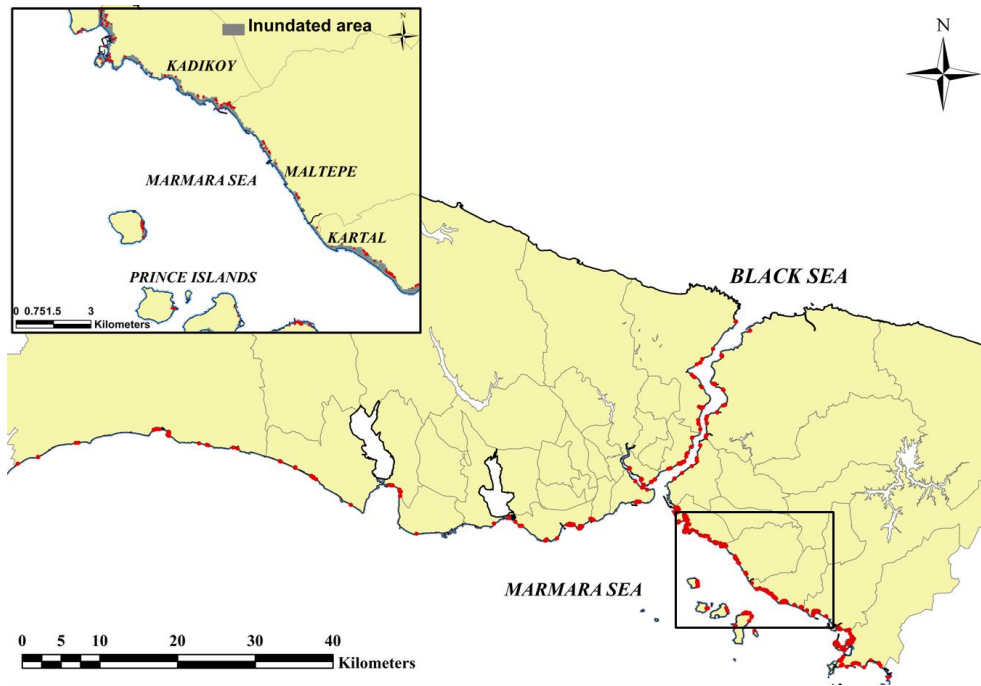 Inundated area
N
KADIKOY
MALTEPE
MARMARA SEA
KARTAL
PRINCE ISLANDS
0 0.751.5 3
Kilometers
N
BLACK SEA
MARMARA SEA
0 5 10 20 30 40
Kilometers